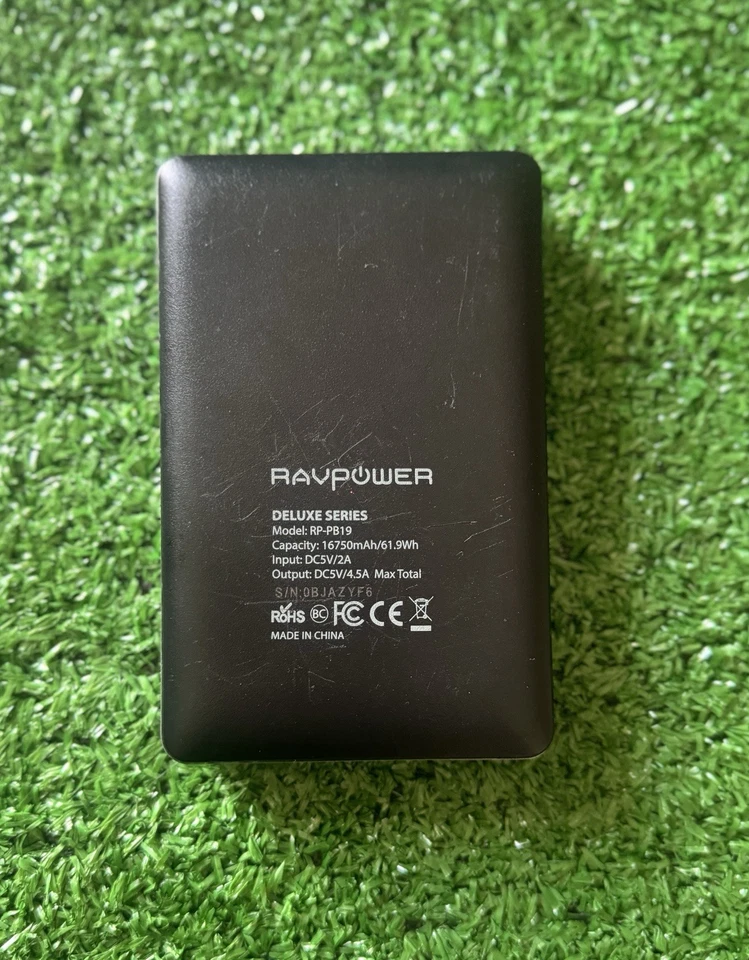 RAVPOWER
DELUXE SERIES
Model: RP-PB19
Capacity: 16750mAh/61.9Wh
Input: DC5V/2A
Output: DC5V/4.5A Max Total
S/N:0BJAZYF6
RoHS BC FC CE
MADE IN CHINA